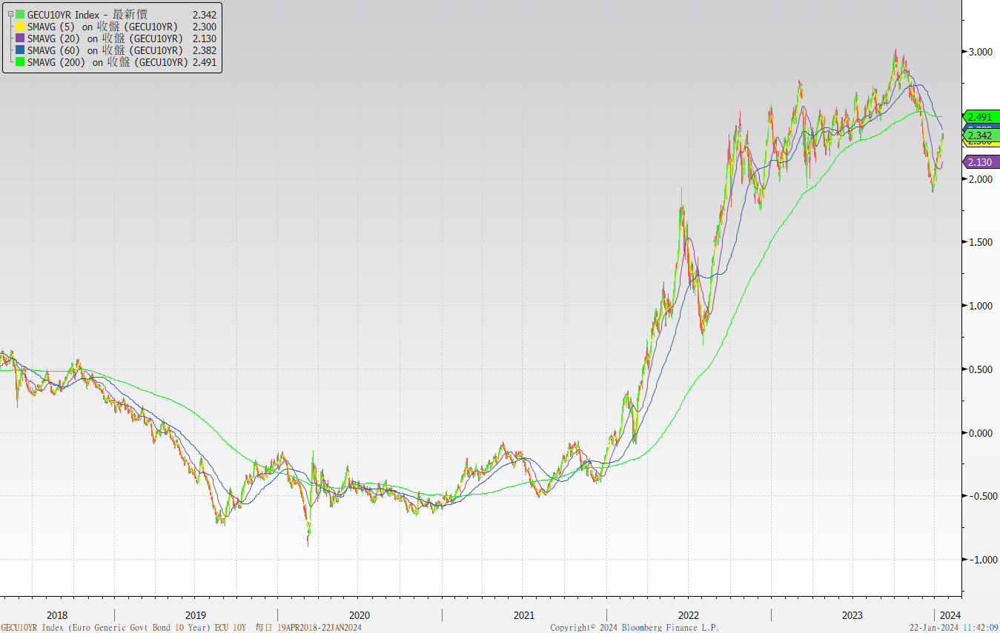 GECU10YR Index - 最新價 2.342
SMAVG (5) on 收盤 (GECU10YR) 2.300
SMAVG (20) on 收盤 (GECU10YR) 2.130
SMAVG (60) on 收盤 (GECU10YR) 2.382
SMAVG (200) on 收盤 (GECU10YR) 2.491
3.000
2.491
2.342
2.130
2.000
1.500
1.000
0.500
0.000
-0.500
-1.000
2018 2019 2020 2021 2022 2023 2024
GECU10YR Index (Euro Generic Govt Bond 10 Year) ECU 10Y 每日 19APR2018-22JAN2024 Copyright© 2024 Bloomberg Finance L.P. 22-Jan-2024 11:42:09